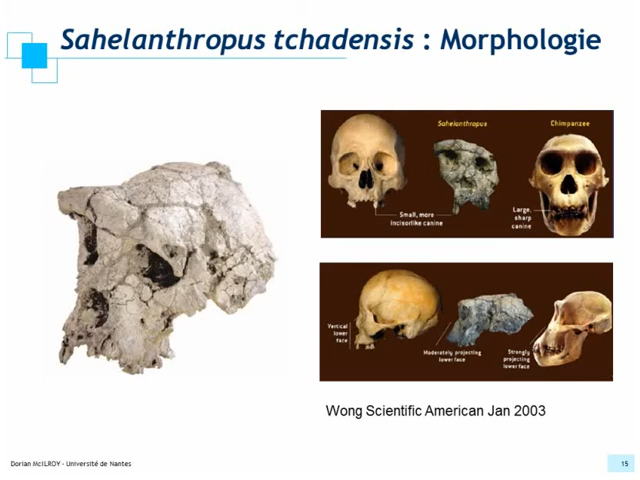 Sahelanthropus tchadensis : Morphologie
Sahelanthropus
Chimpanzee
Small, more
incisorlike canine
Large,
sharp
canine
Vertical
lower
face
Moderately projecting
lower face
Strongly
projecting
lower face
Wong Scientific American Jan 2003
Dorian McILROY - Université de Nantes
15